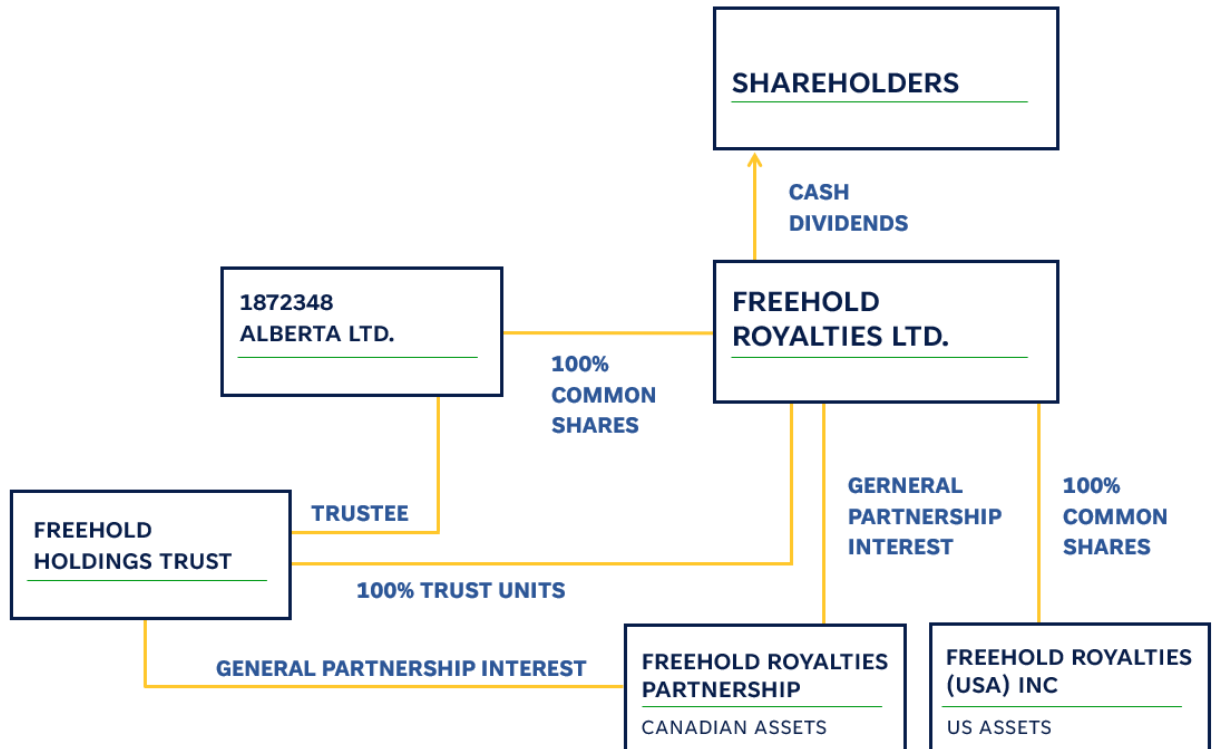 SHAREHOLDERS
CASH
DIVIDENDS
1872348
ALBERTA LTD.
FREEHOLD
ROYALTIES LTD.
100%
COMMON
SHARES
FREEHOLD
HOLDINGS TRUST
TRUSTEE
100% TRUST UNITS
GERNERAL
PARTNERSHIP
INTEREST
100%
COMMON
SHARES
GENERAL PARTNERSHIP INTEREST
FREEHOLD ROYALTIES
PARTNERSHIP
CANADIAN ASSETS
FREEHOLD ROYALTIES
(USA) INC
US ASSETS